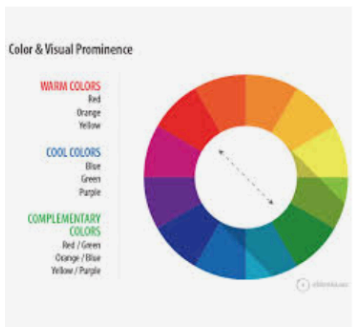 Color & Visual Prominence
WARM COLORS
Red
Orange
Yellow
COOL COLORS
Blue
Green
Purple
COMPLEMENTARY
COLORS
Red / Green
Orange / Blue
Yellow / Purple